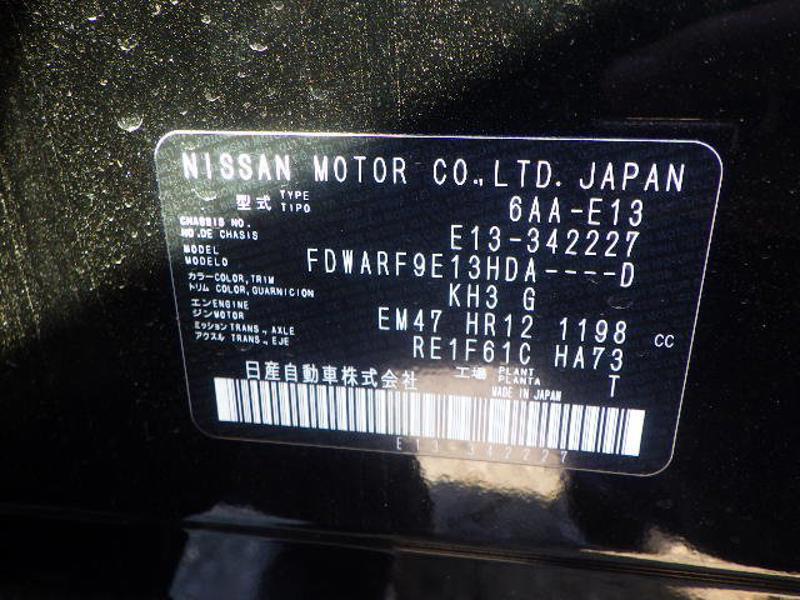 NISSAN MOTOR CO.,LTD. JAPAN
型式 TYPE TIPO 6AA-E13
CHASSIS NO. NO.DE CHASIS E13-342227
MODEL MODELO FDWARF9E13HDA----D
カラー COLOR,TRIM トリム COLOR,GUARNICION KH3 G
エンジン ENGINE MOTOR EM47 HR12 1198 CC
ミッション アクスル TRANS.,AXLE TRANS.,EJE RE1F61C HA73
日産自動車株式会社 工場 PLANT PLANTA T
MADE IN JAPAN
E13-342227